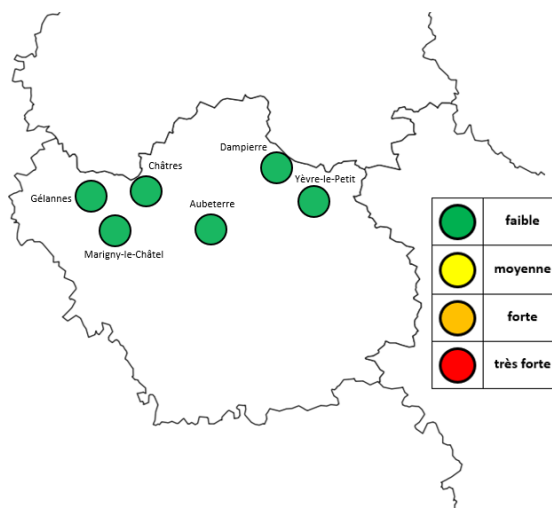 Dampierre
Châtres
Yèvre-le-Petit
Gélannes
Aubeterre
Marigny-le-Châtel
faible
moyenne
forte
très forte